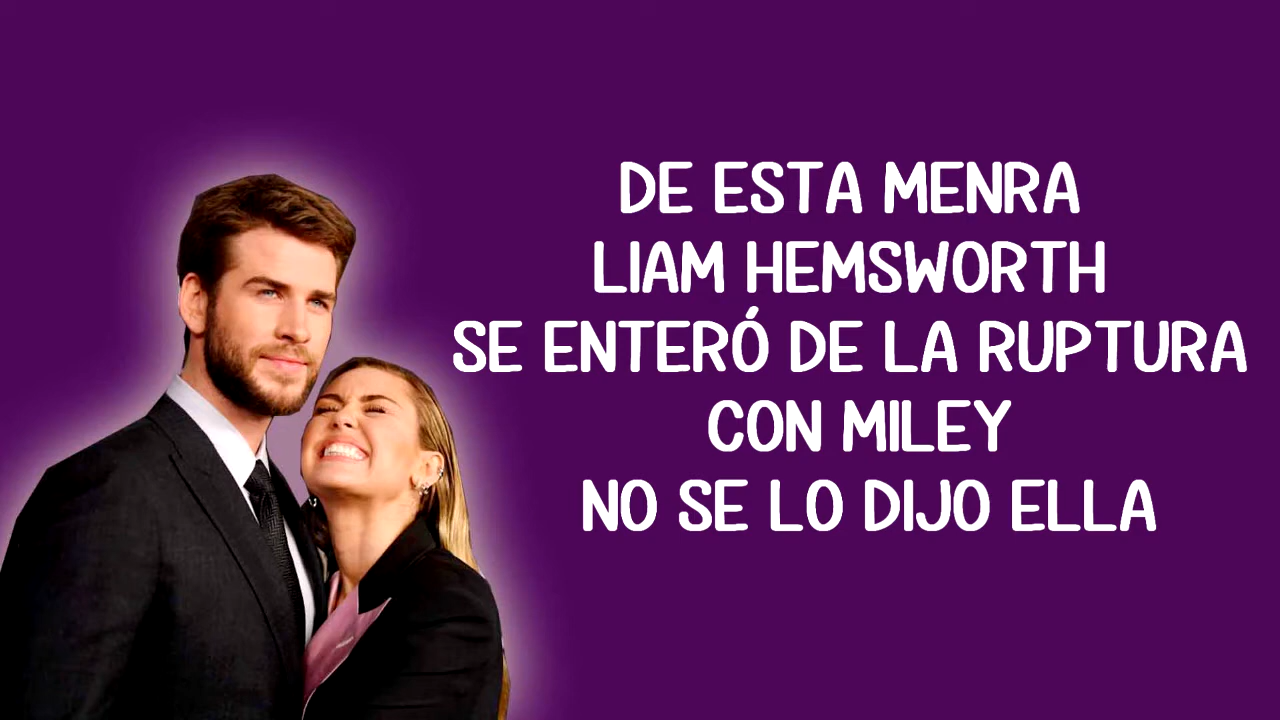 DE ESTA MENRA
LIAM HEMSWORTH
SE ENTERÓ DE LA RUPTURA
CON MILEY
NO SE LO DIJO ELLA